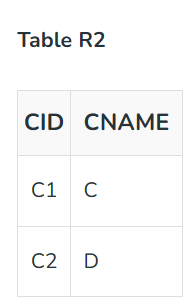 Table R2
CID CNAME
C1 C
C2 D